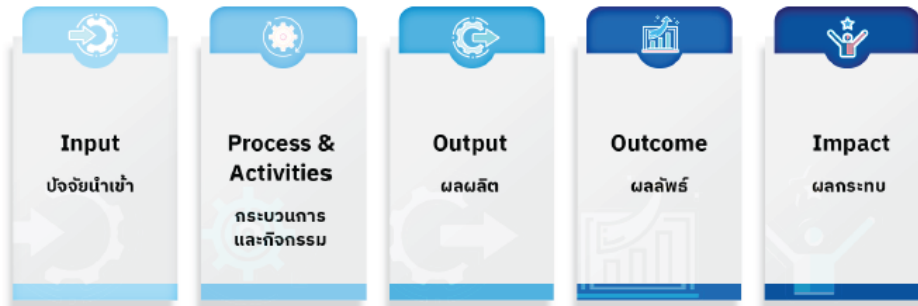 Input
ปัจจัยนำเข้า
Process &
Activities
กระบวนการ
และกิจกรรม
Output
ผลผลิต
Outcome
ผลลัพธ์
Impact
ผลกระทบ